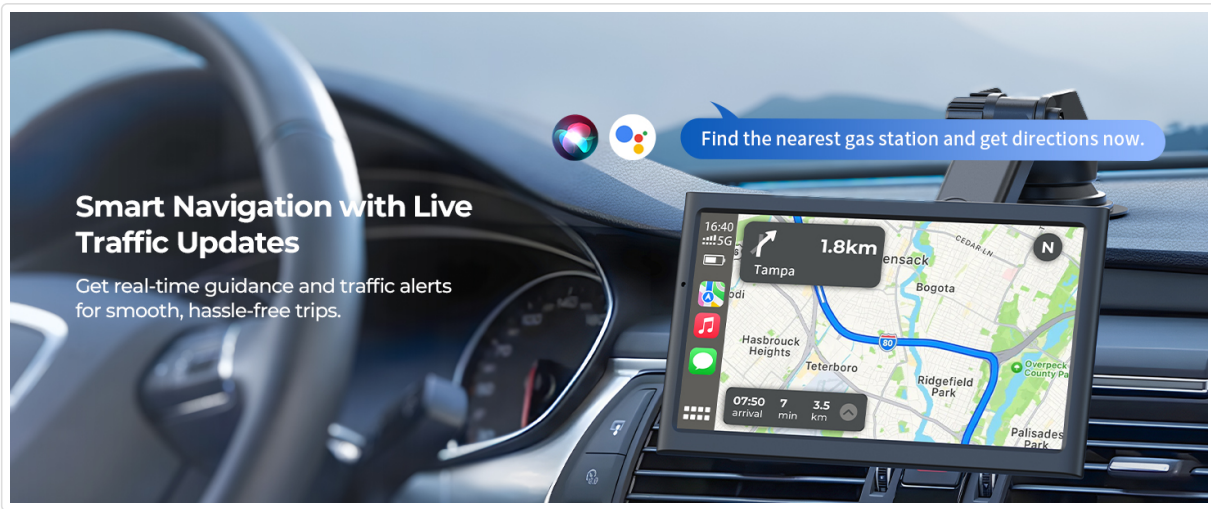 Find the nearest gas station and get directions now.
Smart Navigation with Live
Traffic Updates
Get real-time guidance and traffic alerts
for smooth, hassle-free trips.
16:40
5G
1.8km
Tampa
N
CEDAR LN
ensack
Bogota
odi
80
Hasbrouck
Heights
Teterboro
Overpeck
County Pa
Ridgefield
Park
07:50 7 3.5
arrival min km
Palisades
Park